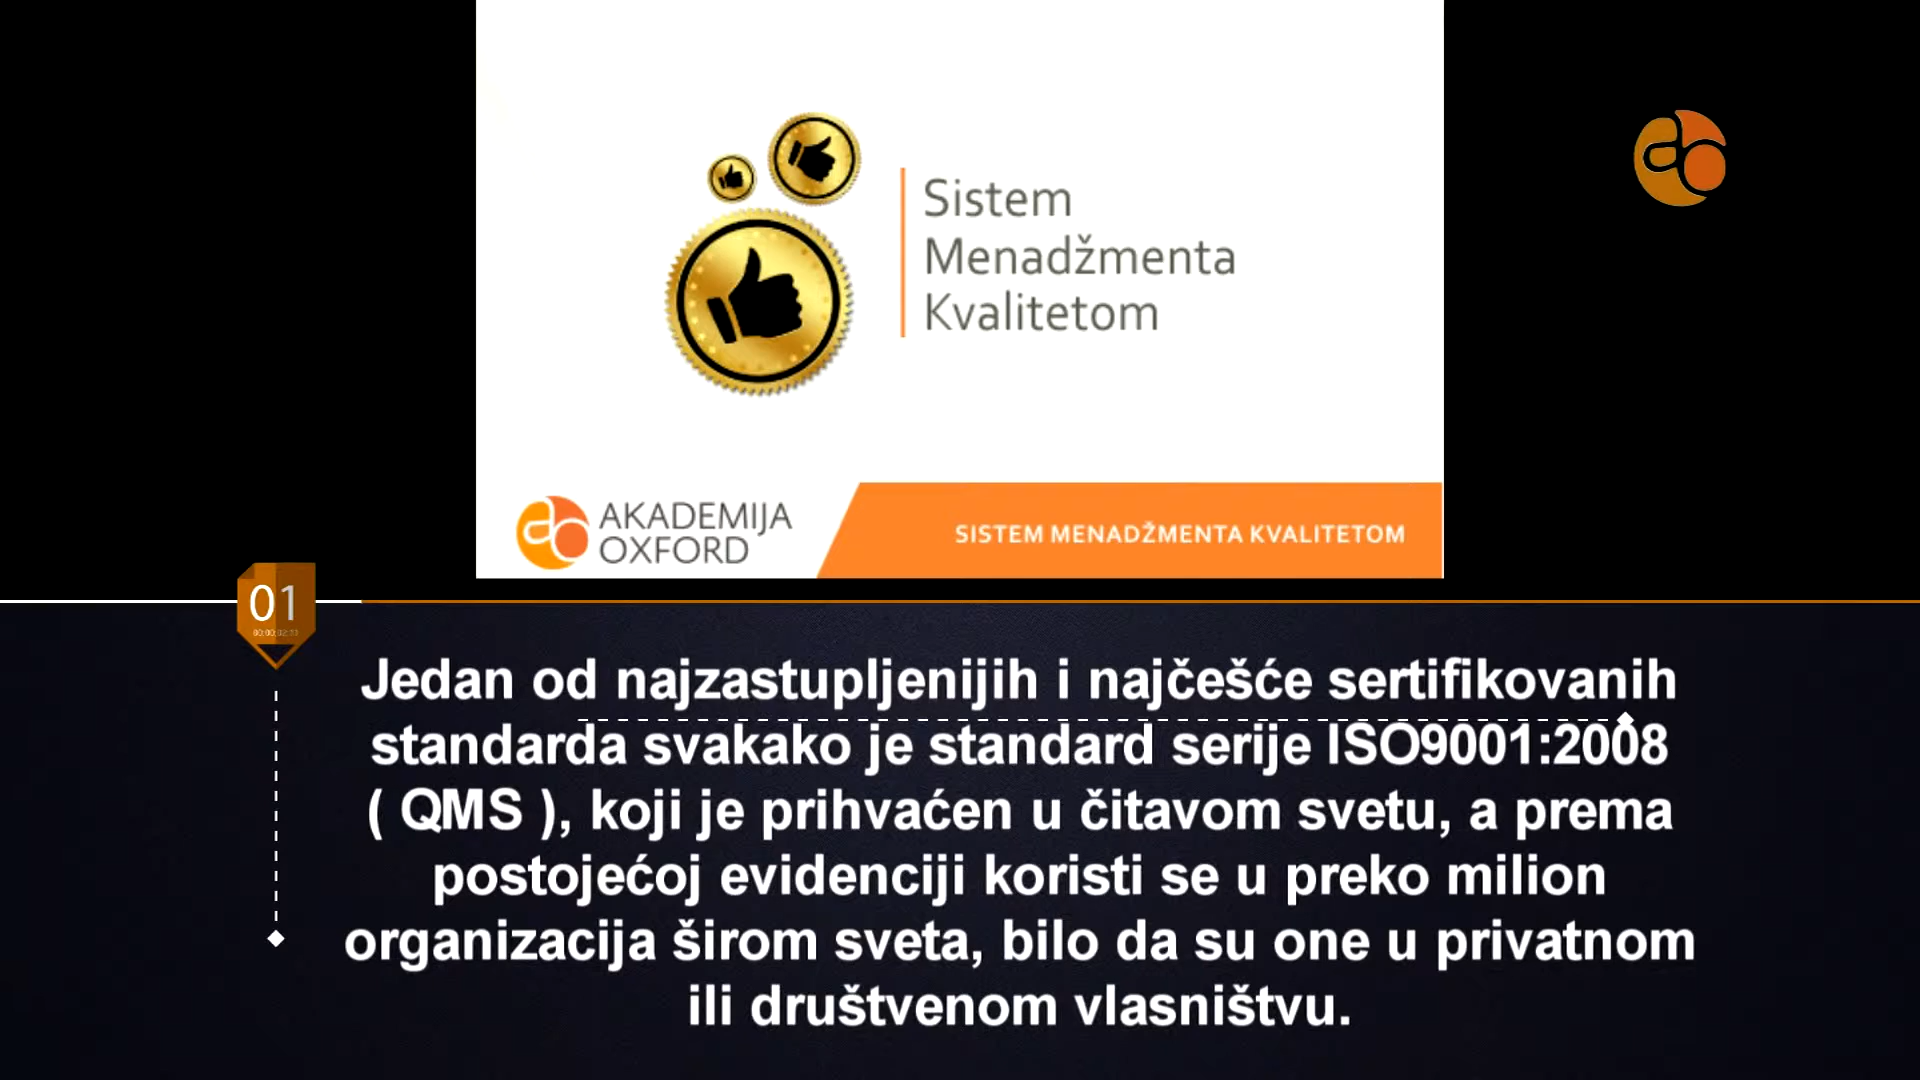 Sistem
Menadžmenta
Kvalitetom
AKADEMIJA
OXFORD
SISTEM MENADŽMENTA KVALITETOM
01
Jedan od najzastupljenijih i najčešće sertifikovanih
standarda svakako je standard serije ISO9001:2008
( QMS ), koji je prihvaćen u čitavom svetu, a prema
postojećoj evidenciji koristi se u preko milion
organizacija širom sveta, bilo da su one u privatnom
ili društvenom vlasništvu.